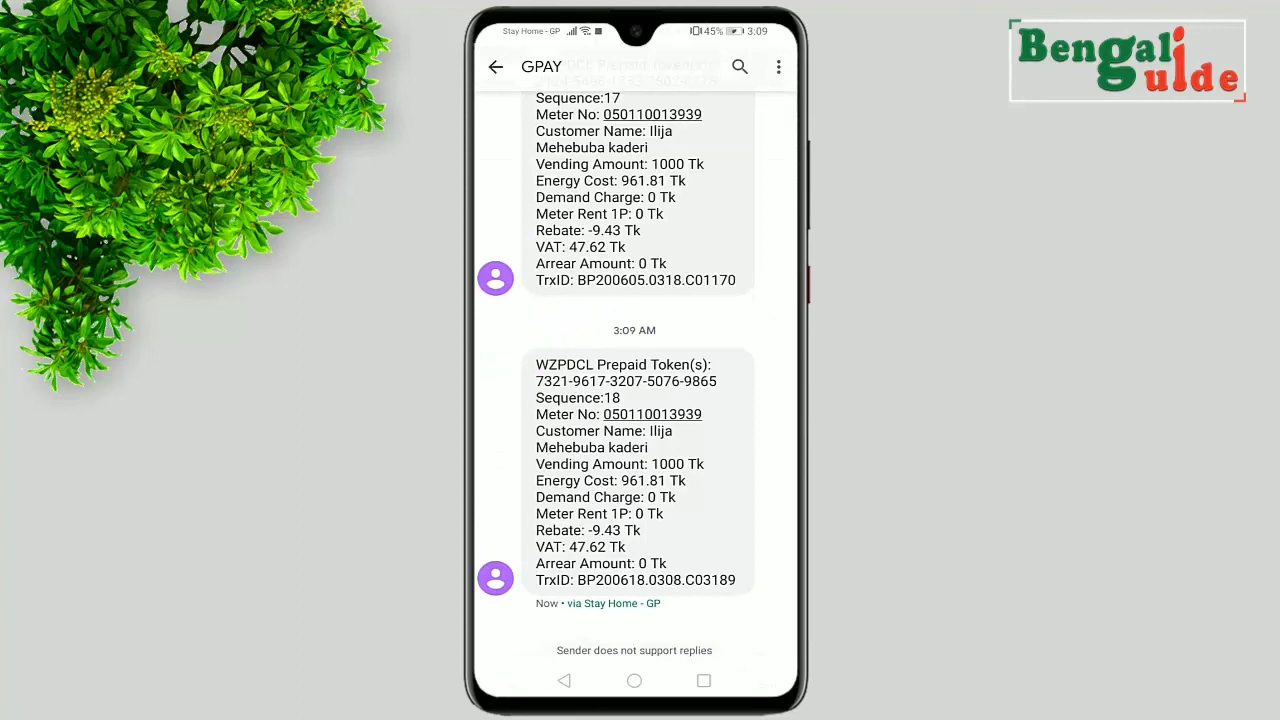 Stay Home - GP
45%
3:09
GPAY
Sequence:17
Meter No: 050110013939
Customer Name: Ilija
Mehebuba kaderi
Vending Amount: 1000 Tk
Energy Cost: 961.81 Tk
Demand Charge: 0 Tk
Meter Rent 1P: 0 Tk
Rebate: -9.43 Tk
VAT: 47.62 Tk
Arrear Amount: 0 Tk
TrxID: BP200605.0318.C01170
3:09 AM
WZPDCL Prepaid Token(s):
7321-9617-3207-5076-9865
Sequence:18
Meter No: 050110013939
Customer Name: Ilija
Mehebuba kaderi
Vending Amount: 1000 Tk
Energy Cost: 961.81 Tk
Demand Charge: 0 Tk
Meter Rent 1P: 0 Tk
Rebate: -9.43 Tk
VAT: 47.62 Tk
Arrear Amount: 0 Tk
TrxID: BP200618.0308.C03189
Now • via Stay Home - GP
Sender does not support replies
Bengali
Guide